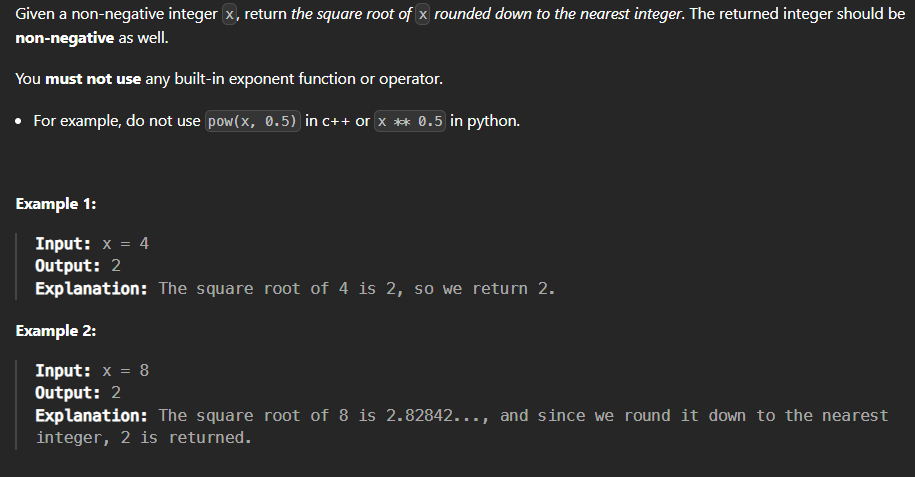 Given a non-negative integer x, return the square root of x rounded down to the nearest integer. The returned integer should be
non-negative as well.
You must not use any built-in exponent function or operator.
• For example, do not use pow(x, 0.5) in c++ or x ** 0.5 in python.
Example 1:
Input: x = 4
Output: 2
Explanation: The square root of 4 is 2, so we return 2.
Example 2:
Input: x = 8
Output: 2
Explanation: The square root of 8 is 2.82842..., and since we round it down to the nearest
integer, 2 is returned.